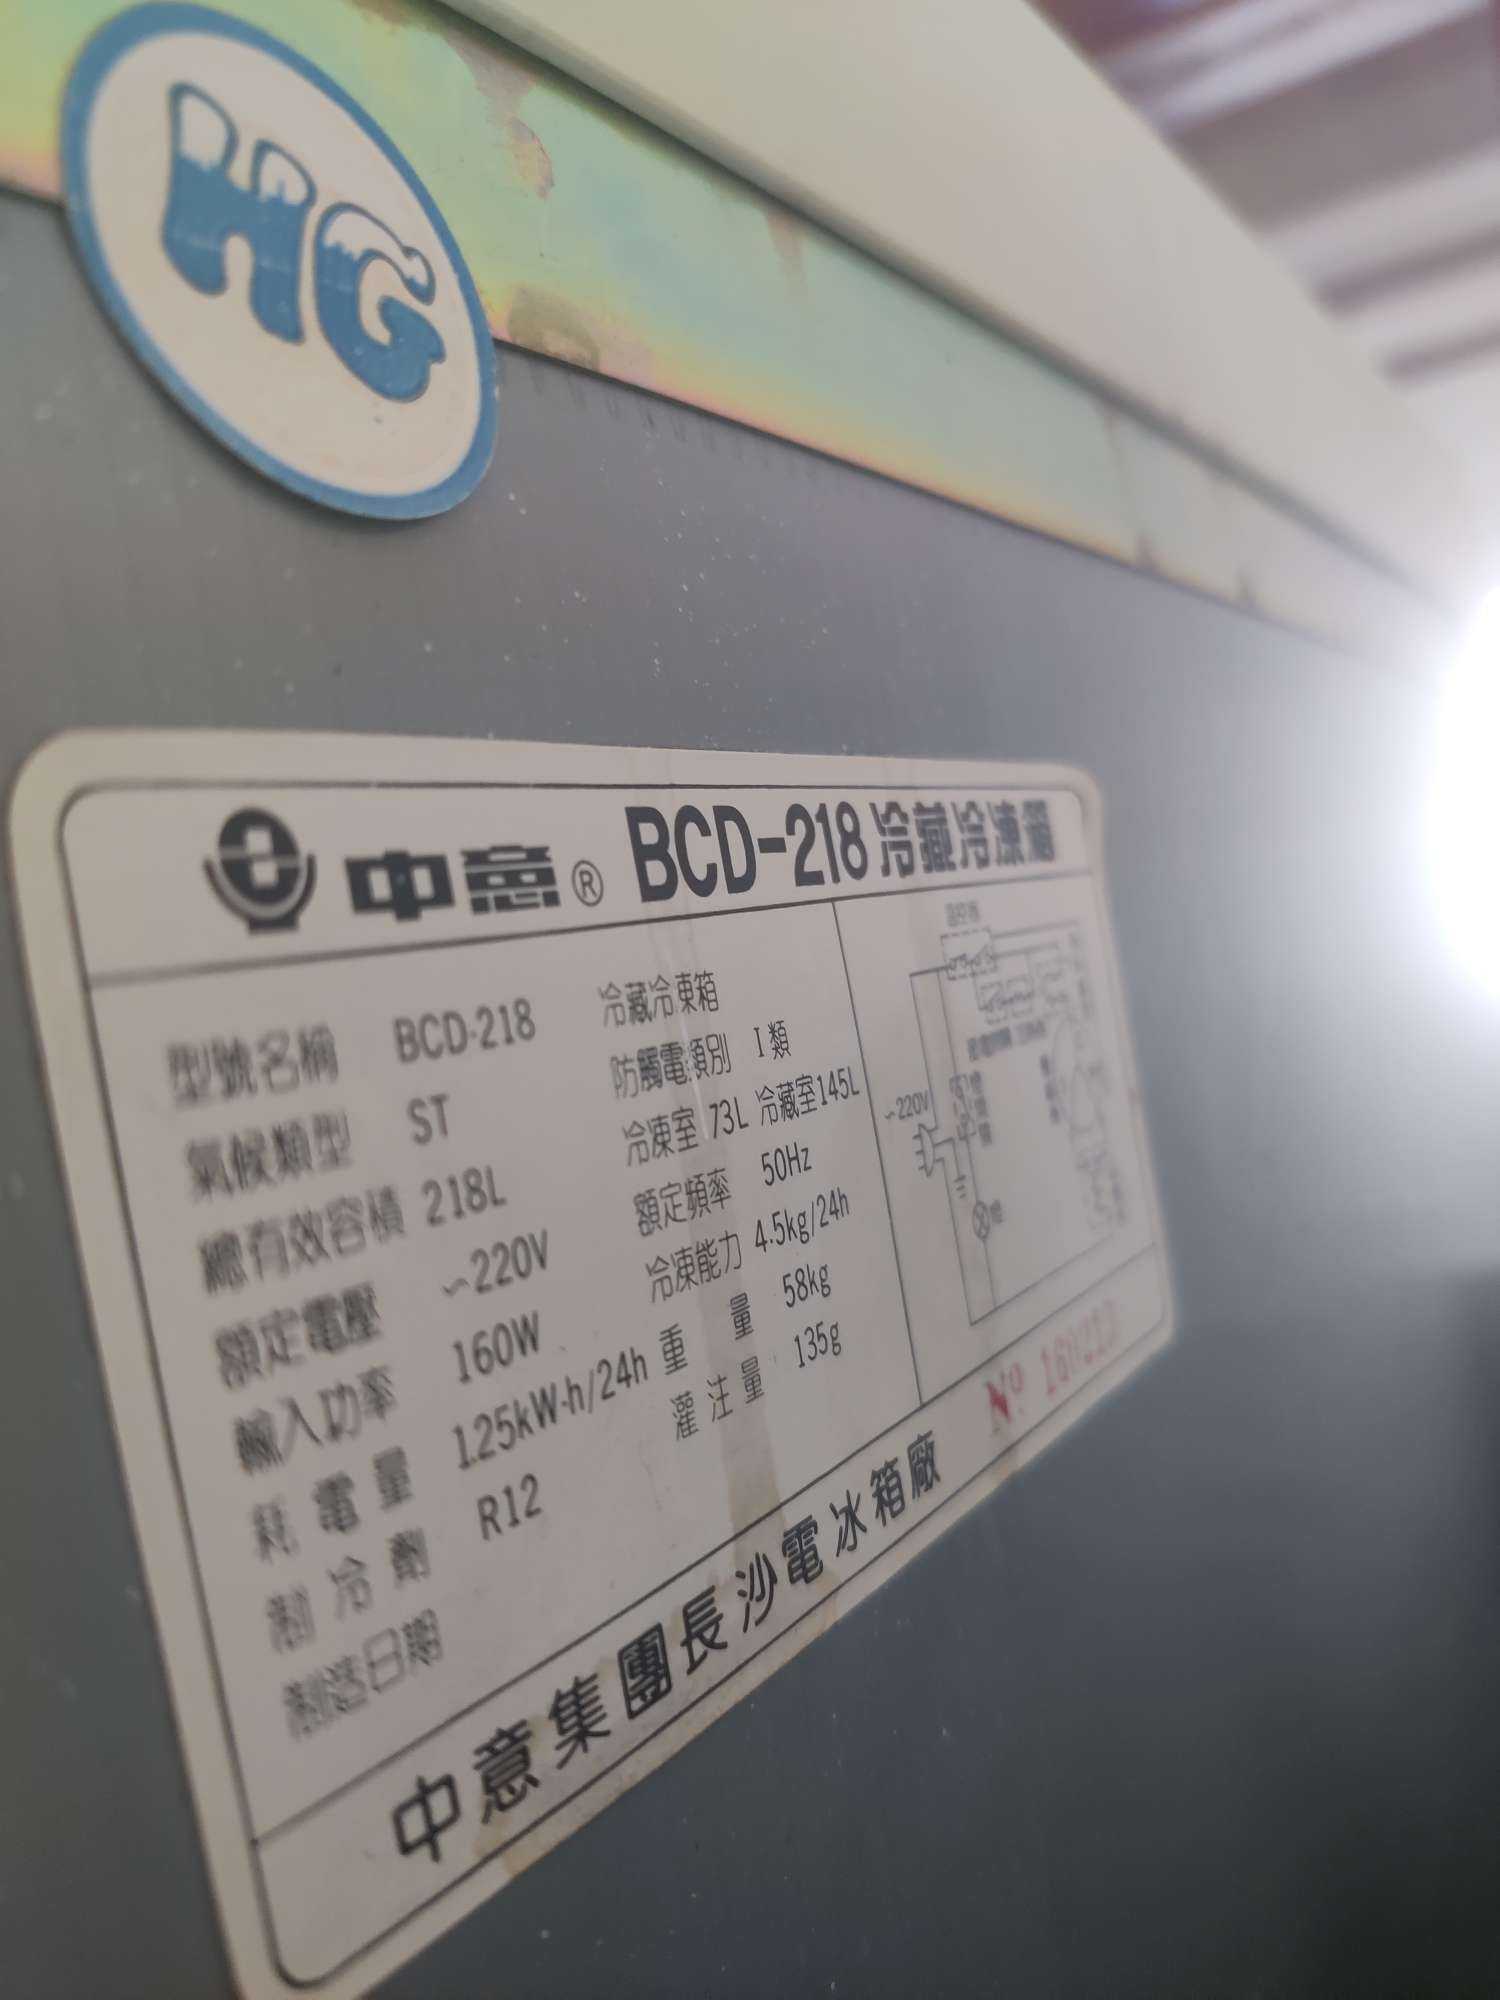 HG
中意® BCD-218冷藏冷凍箱
型號名稱 BCD-218 冷藏冷凍箱
氣候類型 ST 防觸電類別 I類
總有效容積 218L 冷凍室 73L 冷藏室145L
額定電壓 ~220V 額定頻率 50Hz
輸入功率 160W 冷凍能力 4.5kg/24h
耗電量 1.25kW·h/24h 重量 58kg
制冷劑 R12 灌注量 135g
制造日期
溫控器
~220V
中意集團長沙電冰箱廠 Nº